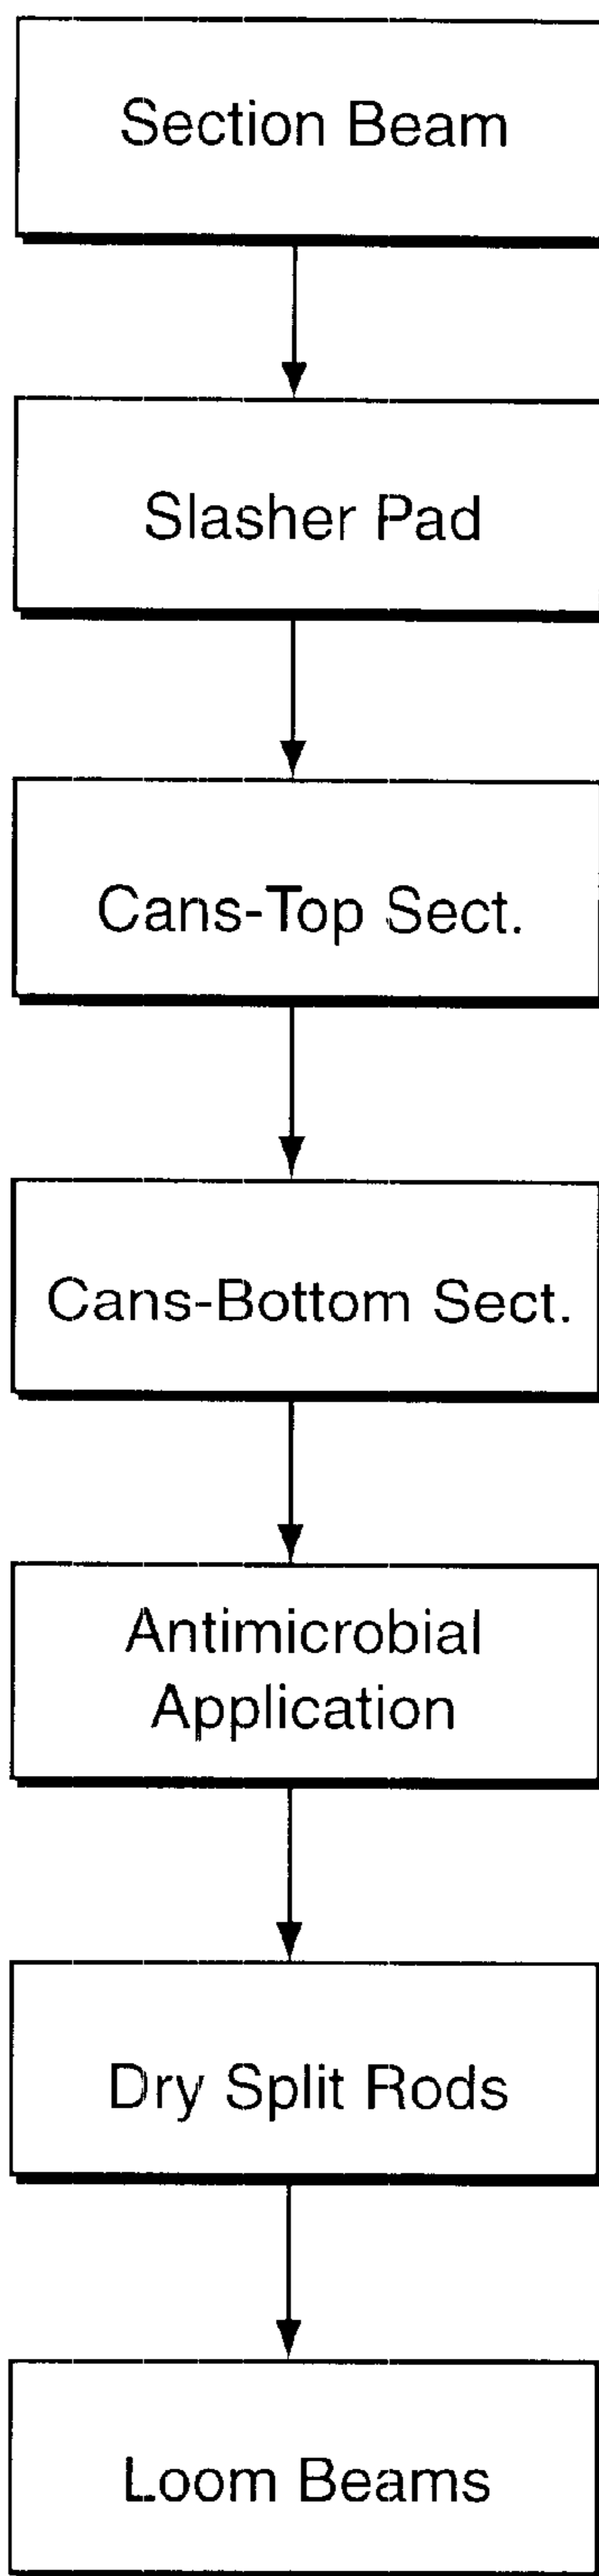 Section Beam
Slasher Pad
Cans-Top Sect.
Cans-Bottom Sect.
Antimicrobial
Application
Dry Split Rods
Loom Beams